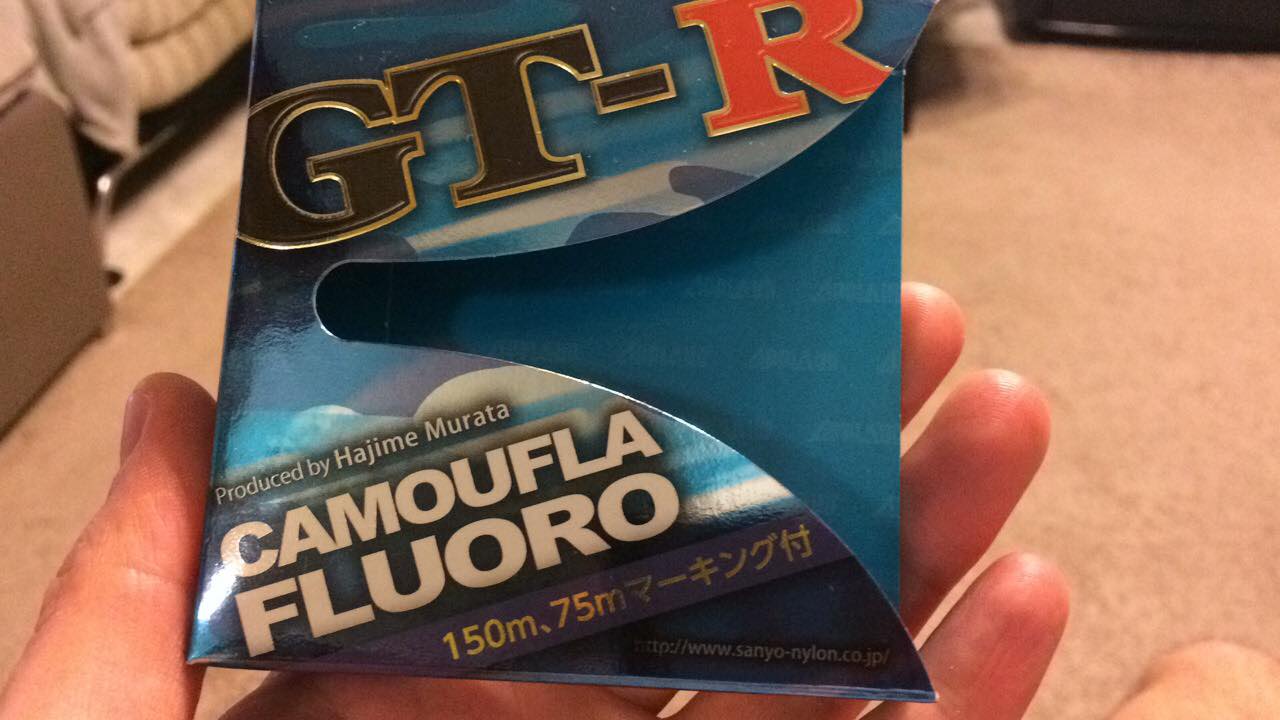 GT-R
Produced by Hajime Murata
CAMOUFLA
FLUORO
150m、75mマーキング付
http://www.sanyo-nylon.co.jp/